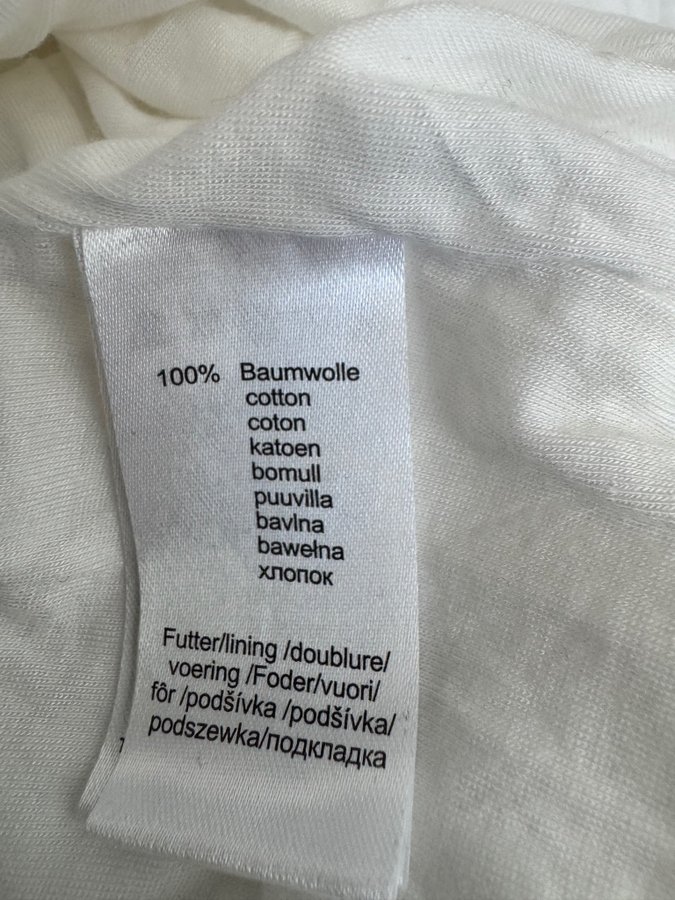 100% Baumwolle
cotton
coton
katoen
bomull
puuvilla
bavlna
bawełna
хлопок
Futter/lining /doublure/
voering /Foder/vuori/
fôr /podšívka /podšívka/
podszewka/подкладка